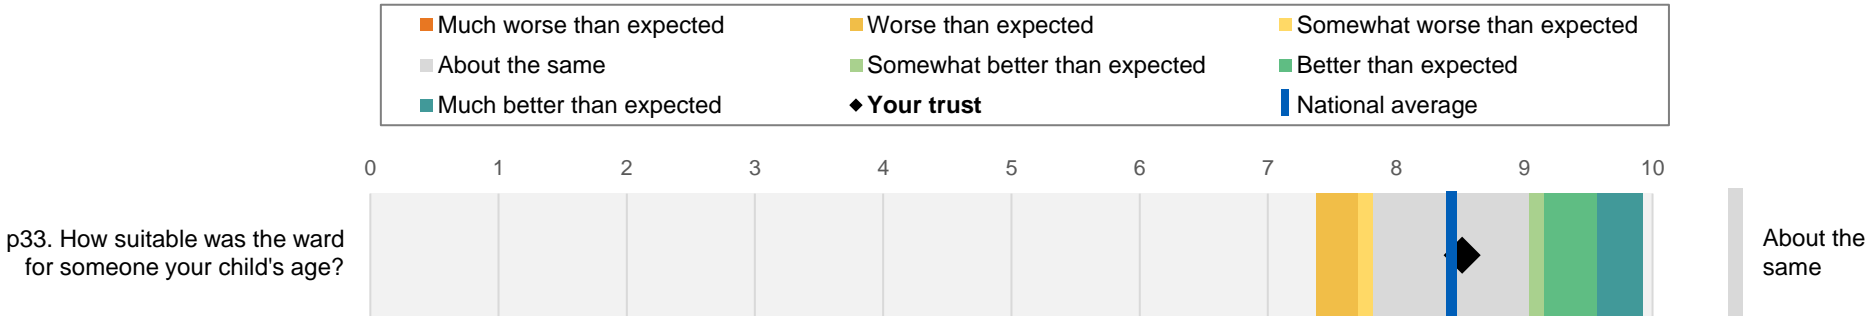 Much worse than expected
Worse than expected
Somewhat worse than expected
About the same
Somewhat better than expected
Better than expected
Much better than expected
Your trust
National average
0 1 2 3 4 5 6 7 8 9 10
p33. How suitable was the ward
for someone your child's age?
About the
same